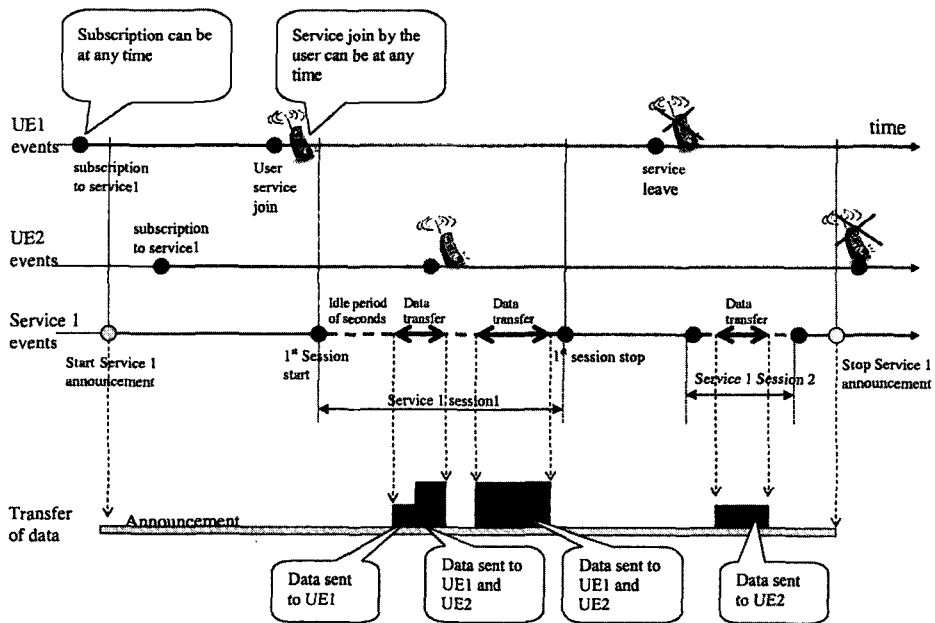 Subscription can be
at any time
Service join by the
user can be at any
time
UE1
events
time
subscription
to service1
User
service
join
service
leave
UE2
events
subscription
to service1
Service 1
events
Idle period
of seconds
Data
transfer
Data
transfer
Data
transfer
Start Service 1
announcement
1st Session
start
1st session stop
Stop Service 1
announcement
Service 1 session1
Service 1 Session 2
Transfer
of data
Announcement
Data sent
to UE1
Data sent to
UE1 and
UE2
Data sent to
UE1 and
UE2
Data sent
to UE2